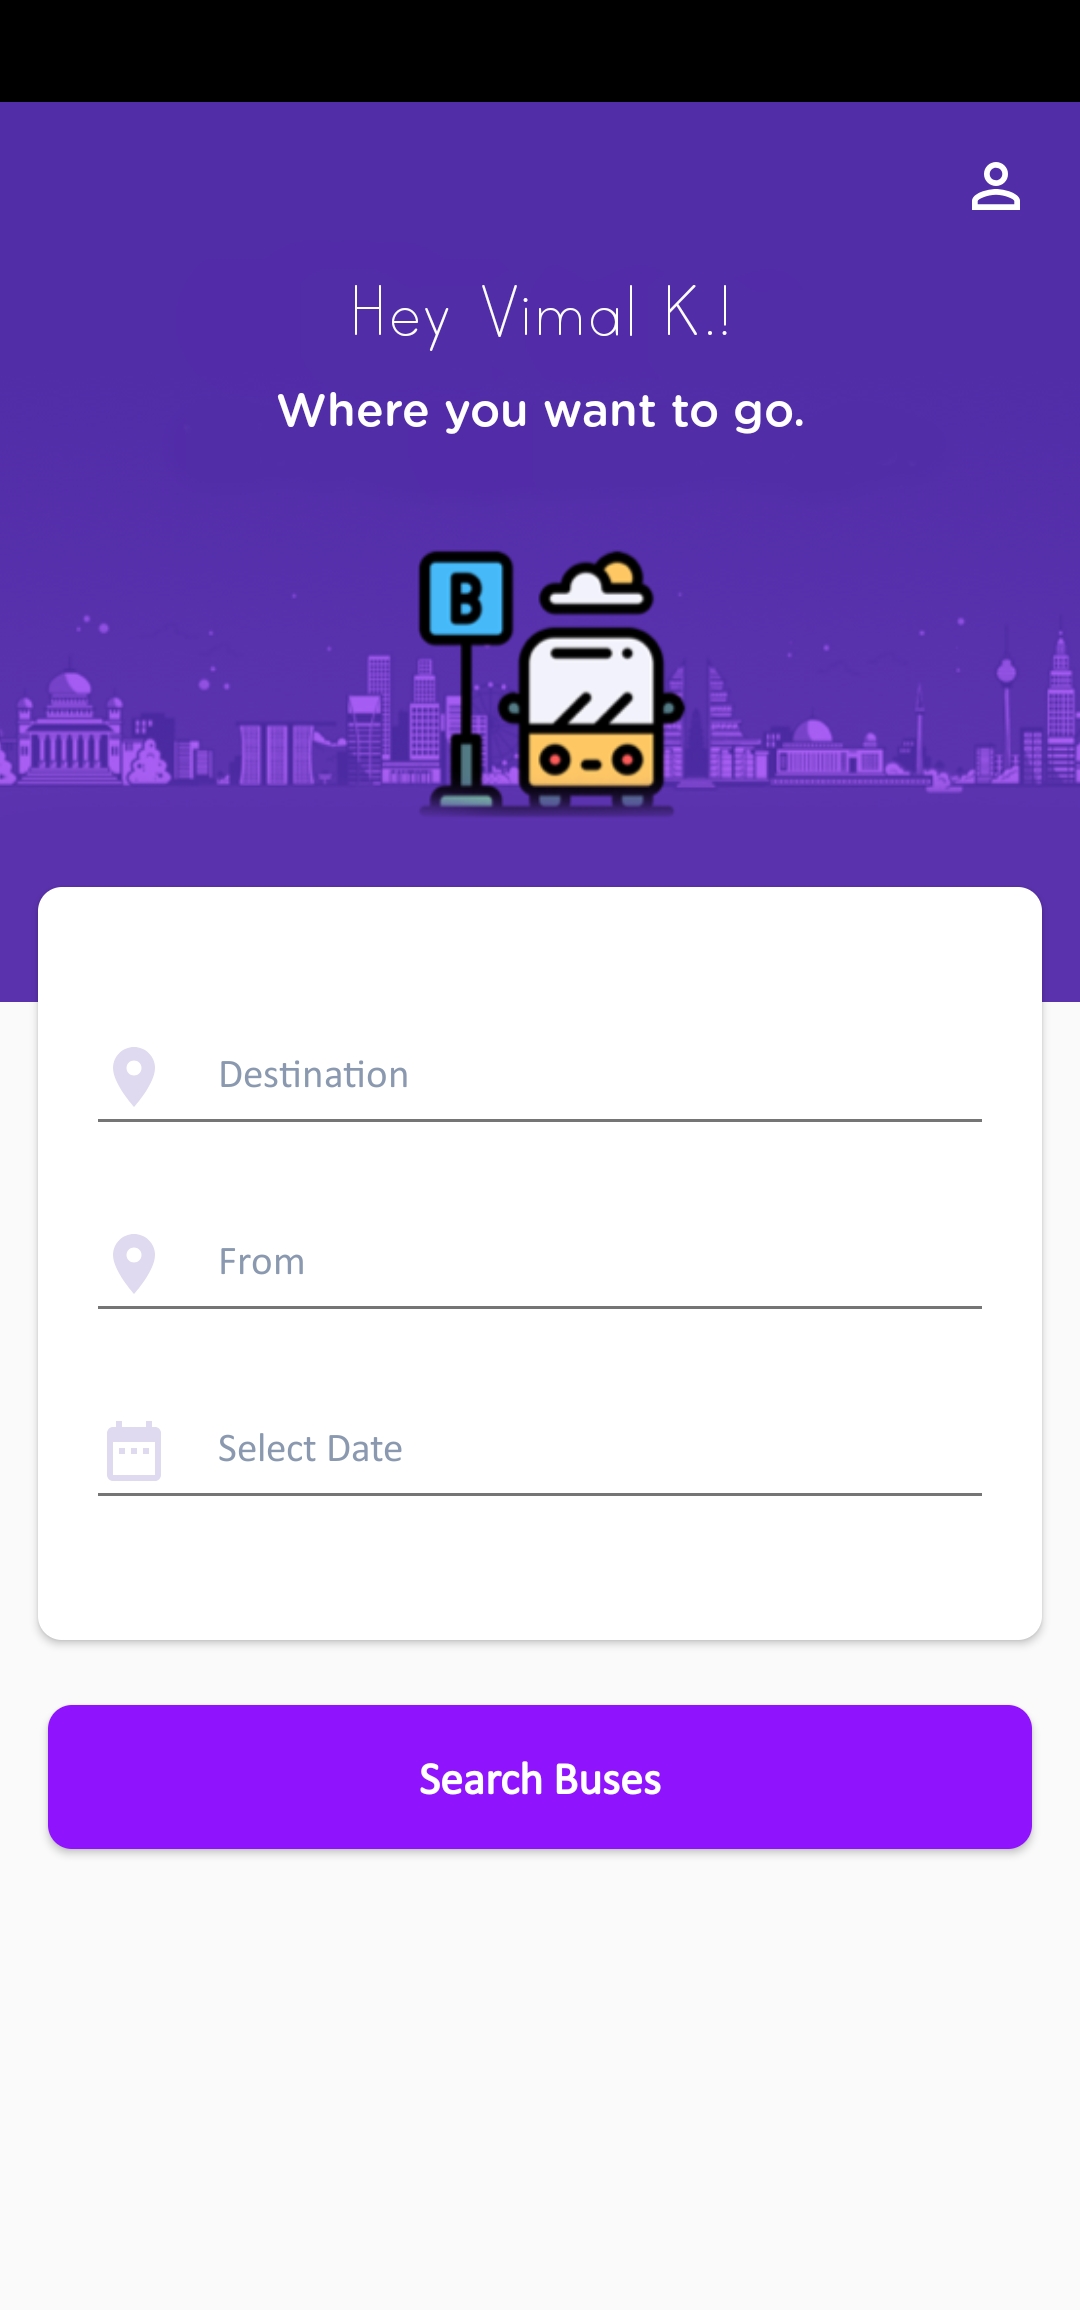 Hey Vimal K.!
Where you want to go.
B
Destination
From
Select Date
Search Buses